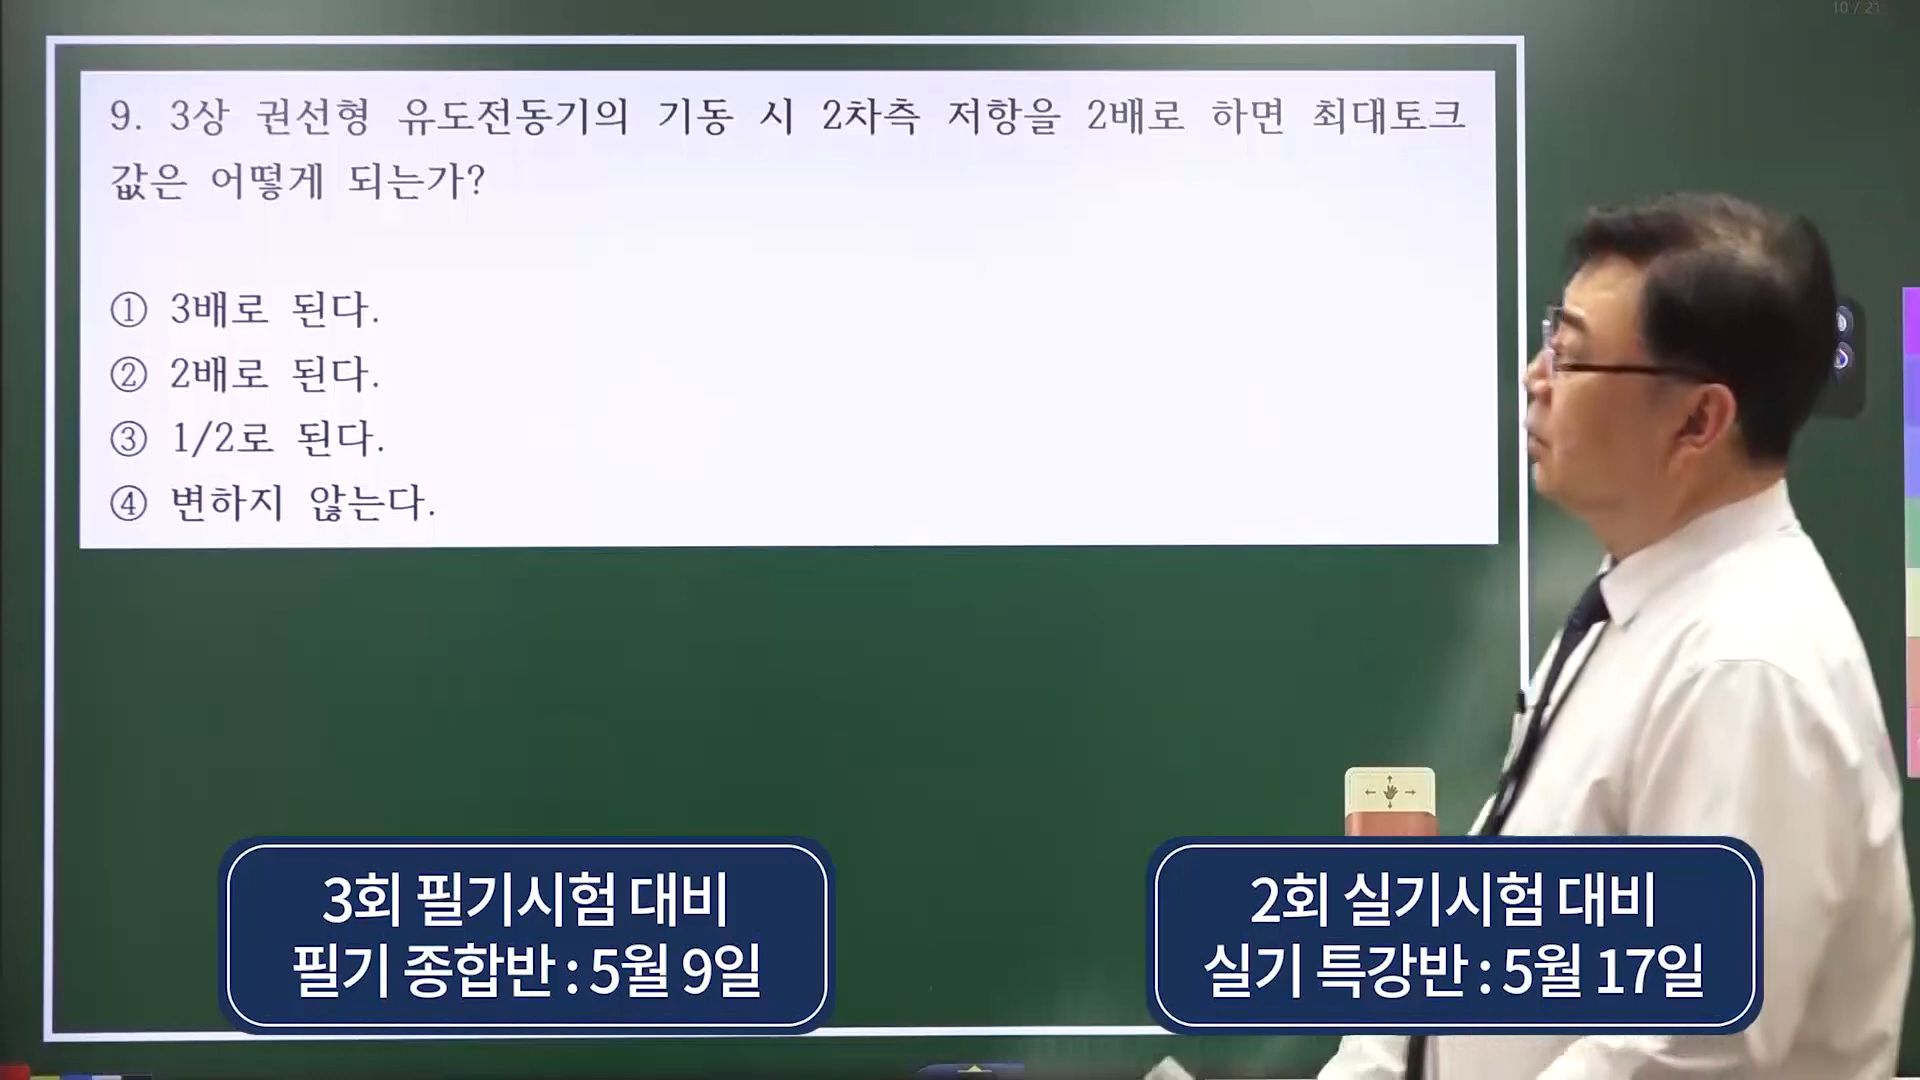 10 / 21
9. 3상 권선형 유도전동기의 기동 시 2차측 저항을 2배로 하면 최대토크
값은 어떻게 되는가?
① 3배로 된다.
② 2배로 된다.
③ 1/2로 된다.
④ 변하지 않는다.
3회 필기시험 대비
필기 종합반 : 5월 9일
2회 실기시험 대비
실기 특강반 : 5월 17일